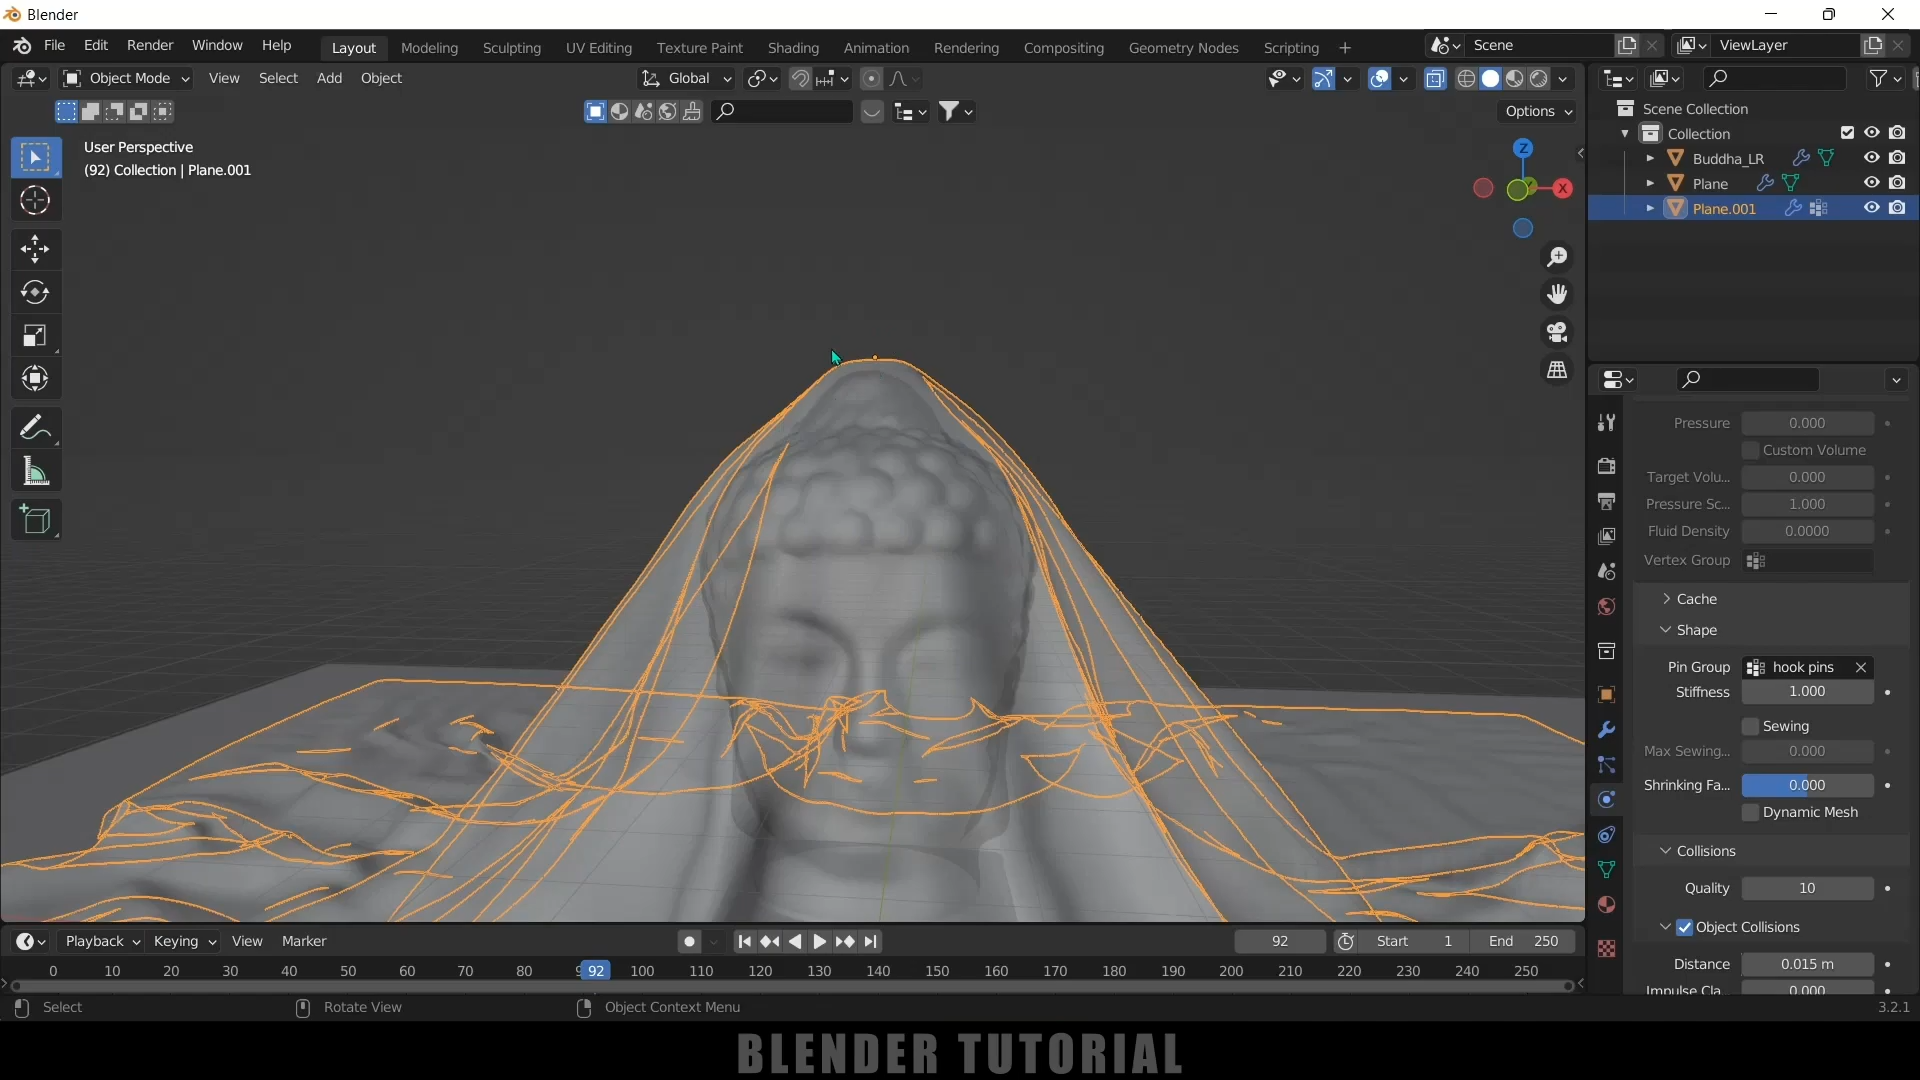 Blender
File Edit Render Window Help Layout Modeling Sculpting UV Editing Texture Paint Shading Animation Rendering Compositing Geometry Nodes Scripting + Scene ViewLayer
Object Mode View Select Add Object Global
Options
User Perspective
(92) Collection | Plane.001
Z
X
Scene Collection
Collection
Buddha_LR
Plane
Plane.001
Pressure 0.000
Custom Volume
Target Volu... 0.000
Pressure Sc... 1.000
Fluid Density 0.0000
Vertex Group
Cache
Shape
Pin Group hook pins
Stiffness 1.000
Sewing
Max Sewing... 0.000
Shrinking Fa... 0.000
Dynamic Mesh
Collisions
Quality 10
Object Collisions
Distance 0.015 m
Impulse Cla... 0.000
Playback Keying View Marker 92 Start 1 End 250
0 10 20 30 40 50 60 70 80 92 100 110 120 130 140 150 160 170 180 190 200 210 220 230 240 250
Select Rotate View Object Context Menu 3.2.1
BLENDER TUTORIAL